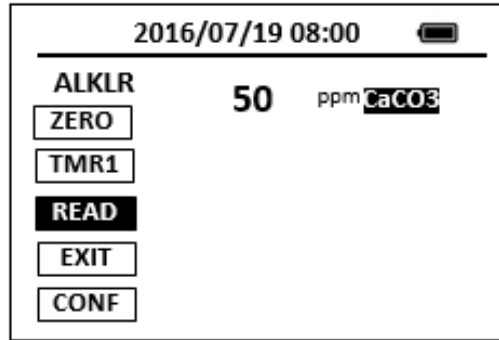 2016/07/19 08:00
ALKLR
50 ppm CaCO3
ZERO
TMR1
READ
EXIT
CONF